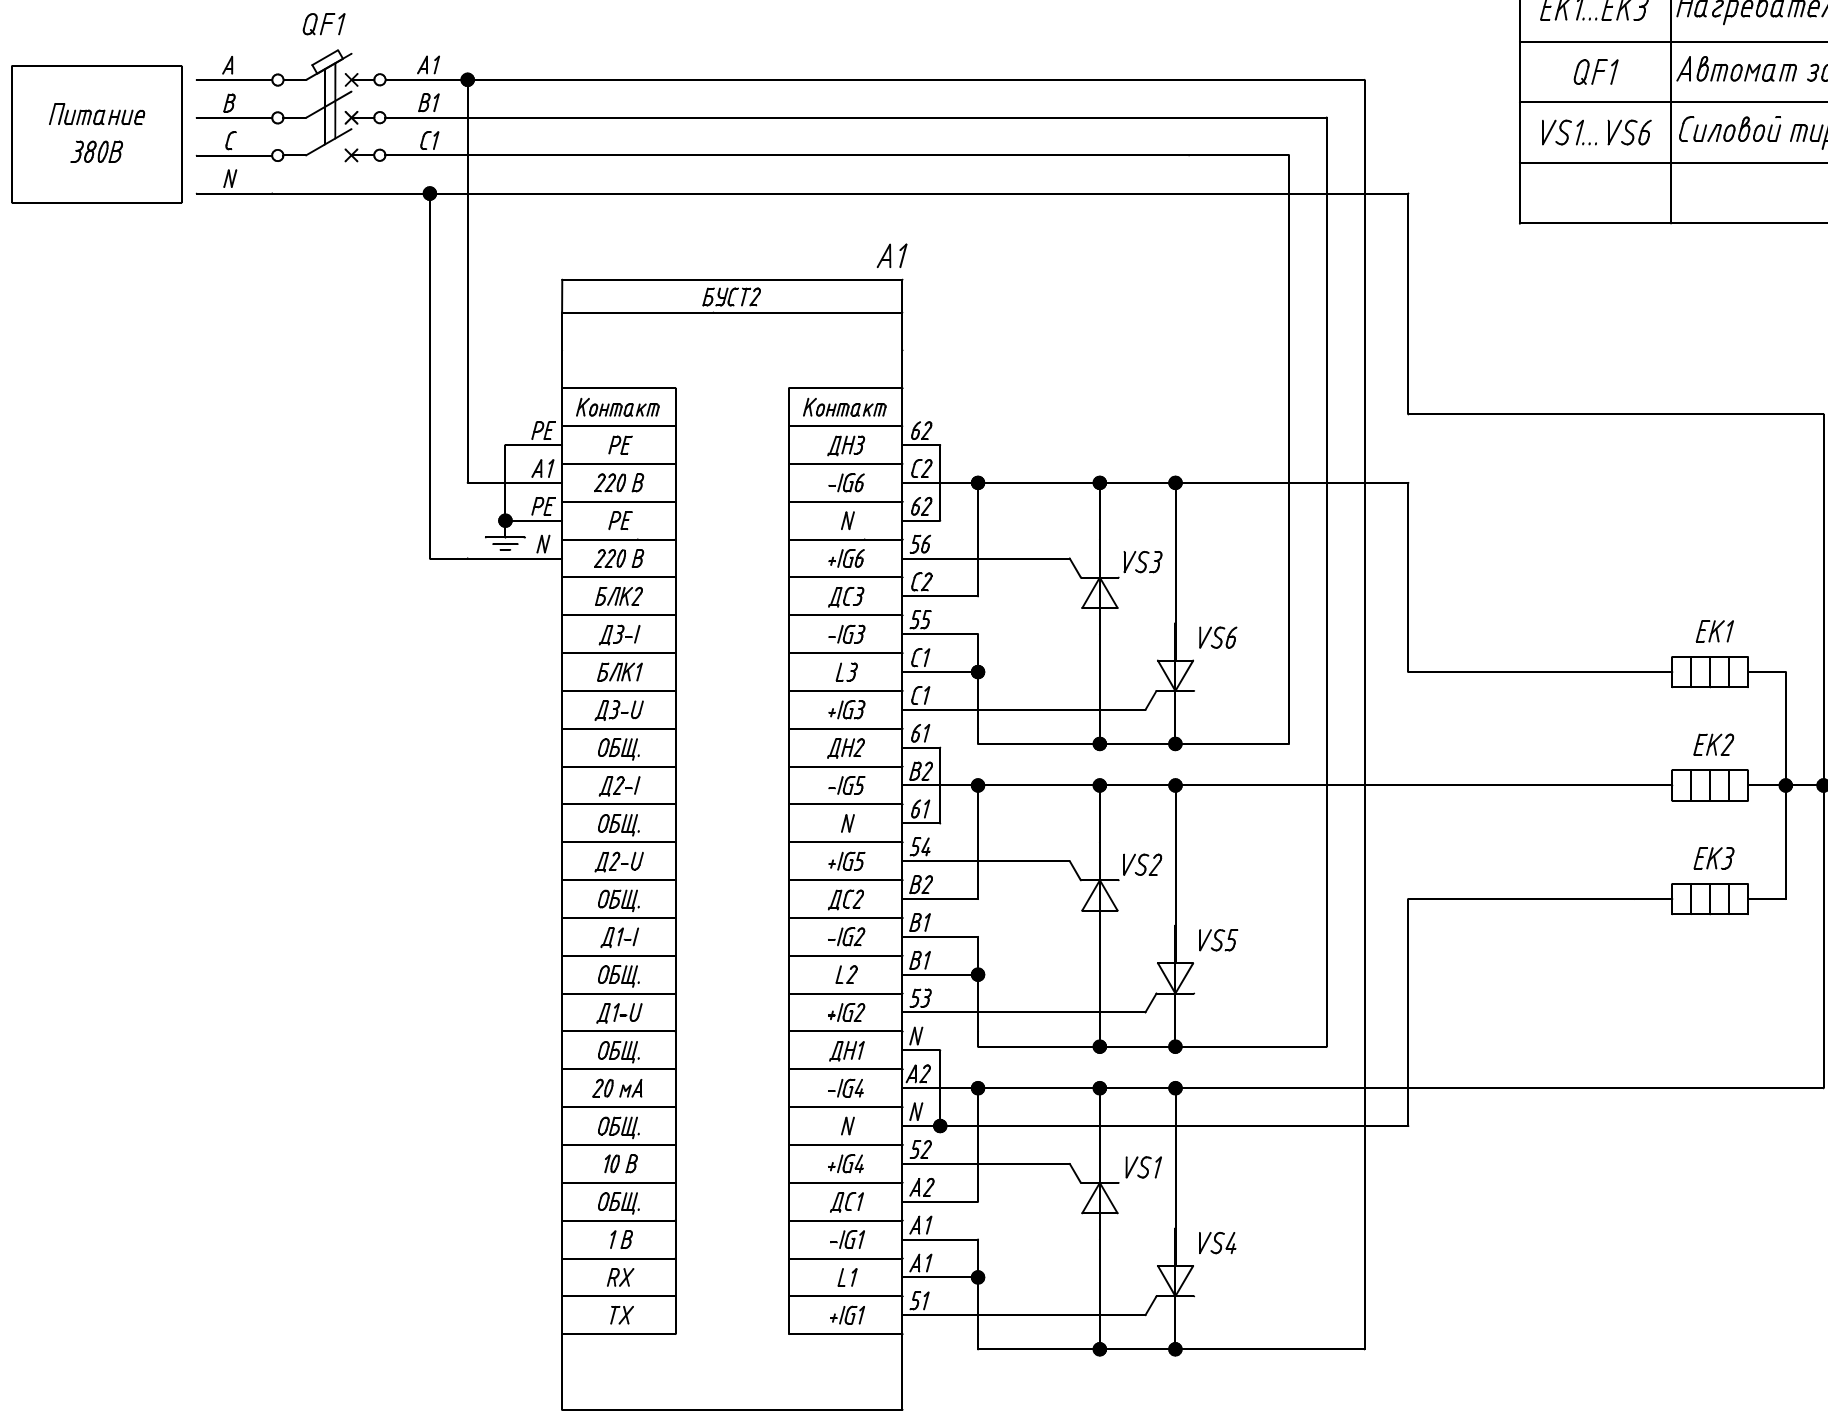 QF1
Питание
380В
A
B
C
N
A1
B1
C1
EK1...EK3
QF1
Автомат
VS1...VS6
Силовой
A1
БУСТ2
Контакт
PE PE
A1 220 В
PE PE
N 220 В
БЛК2
Д3-I
БЛК1
Д3-U
ОБЩ.
Д2-I
ОБЩ.
Д2-U
ОБЩ.
Д1-I
ОБЩ.
Д1-U
ОБЩ.
20 мА
ОБЩ.
10 В
ОБЩ.
1 В
RX
TX
Контакт
ДН3 62
-IG6 C2
N 62
+IG6 56
ДС3 C2
-IG3 55
L3 C1
+IG3 C1
ДН2 61
-IG5 B2
N 61
+IG5 54
ДС2 B2
-IG2 B1
L2 B1
+IG2 53
ДН1 N
-IG4 A2
N N
+IG4 52
ДС1 A2
-IG1 A1
L1 A1
+IG1 51
VS3
VS6
VS2
VS5
VS1
VS4
EK1
EK2
EK3